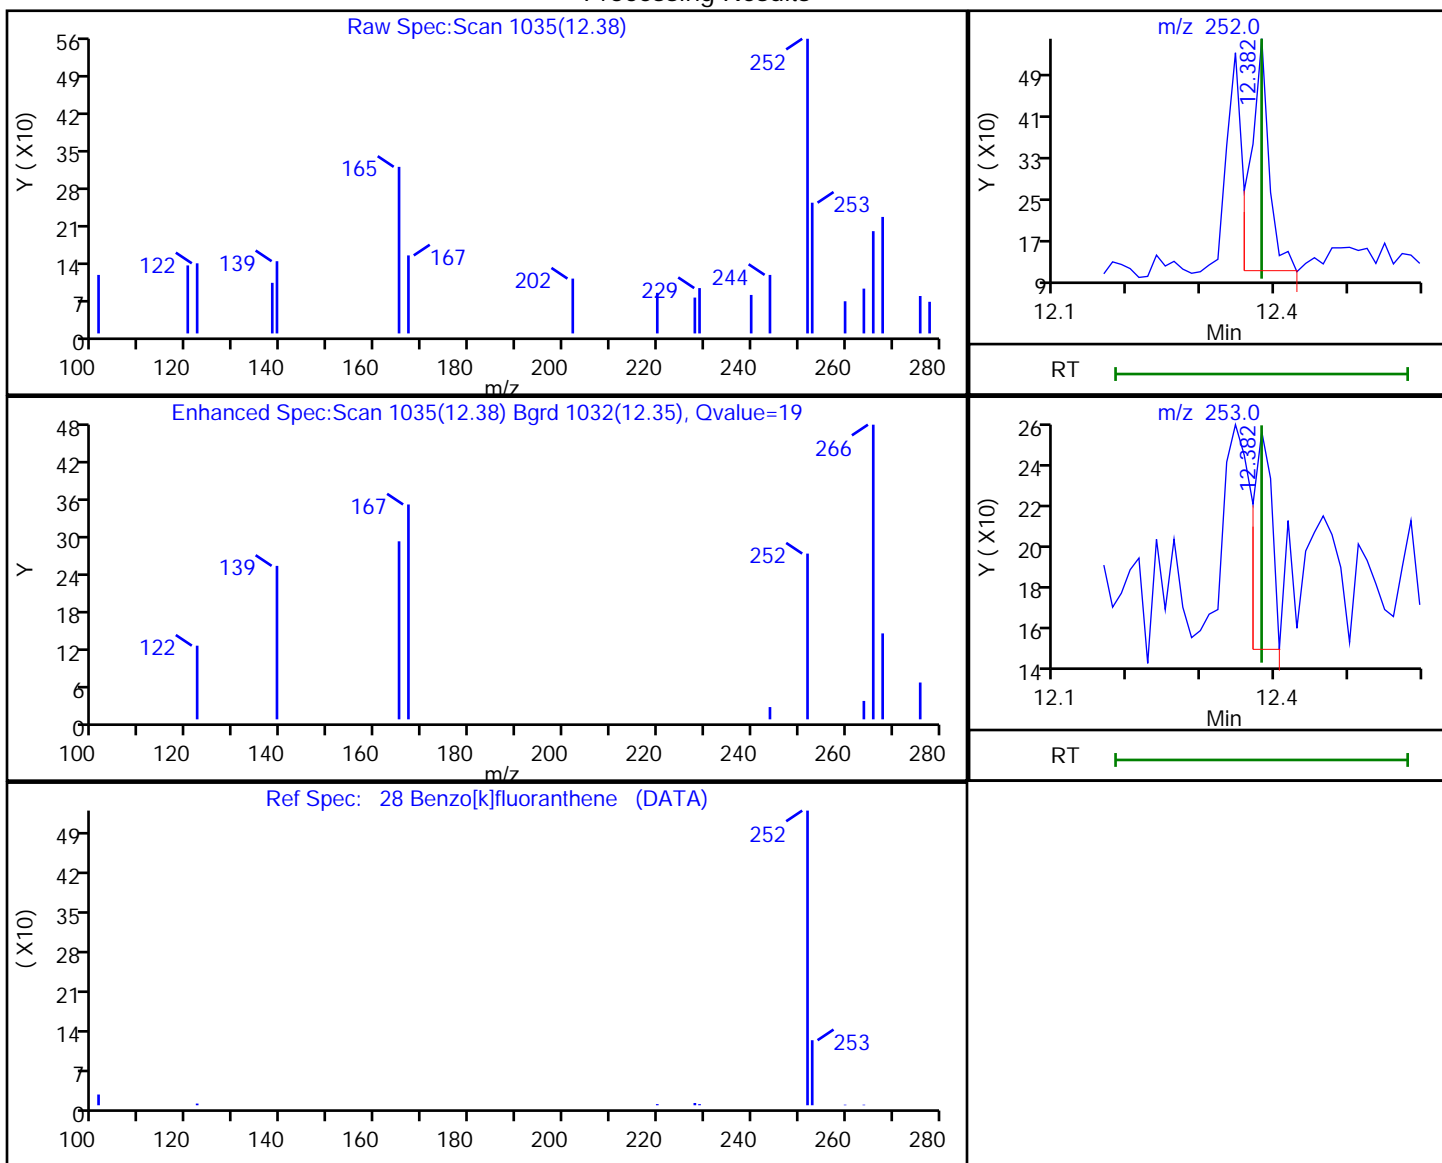 Processing Results
Raw Spec:Scan 1035(12.38)
Y ( X10)
56
49
42
35
28
21
14
7
0
252
165
253
122
139
167
202
229
244
100 120 140 160 180 200 220 240 260 280
m/z
m/z 252.0
Y ( X10)
49
41
33
25
17
9
12.382
12.1 12.4
Min
RT
Enhanced Spec:Scan 1035(12.38) Bgrd 1032(12.35), Qvalue=19
Y
48
42
36
30
24
18
12
6
0
266
167
252
139
122
100 120 140 160 180 200 220 240 260 280
m/z
m/z 253.0
Y ( X10)
26
24
22
20
18
16
14
12.382
12.1 12.4
Min
RT
Ref Spec: 28 Benzo[k]fluoranthene (DATA)
( X10)
49
42
35
28
21
14
7
0
252
253
100 120 140 160 180 200 220 240 260 280